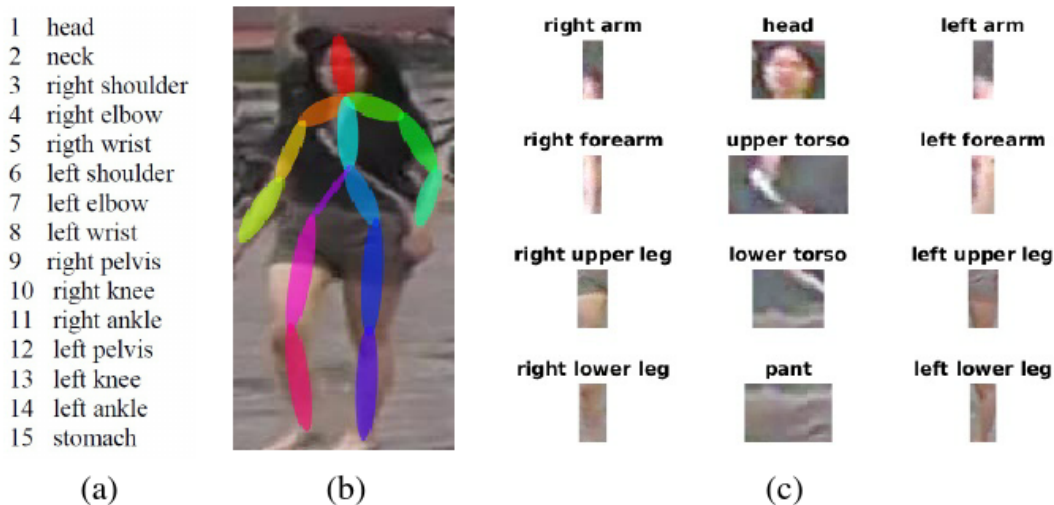 1 head
2 neck
3 right shoulder
4 right elbow
5 rigth wrist
6 left shoulder
7 left elbow
8 left wrist
9 right pelvis
10 right knee
11 right ankle
12 left pelvis
13 left knee
14 left ankle
15 stomach
(a)
(b)
right arm head left arm
right forearm upper torso left forearm
right upper leg lower torso left upper leg
right lower leg pant left lower leg
(c)